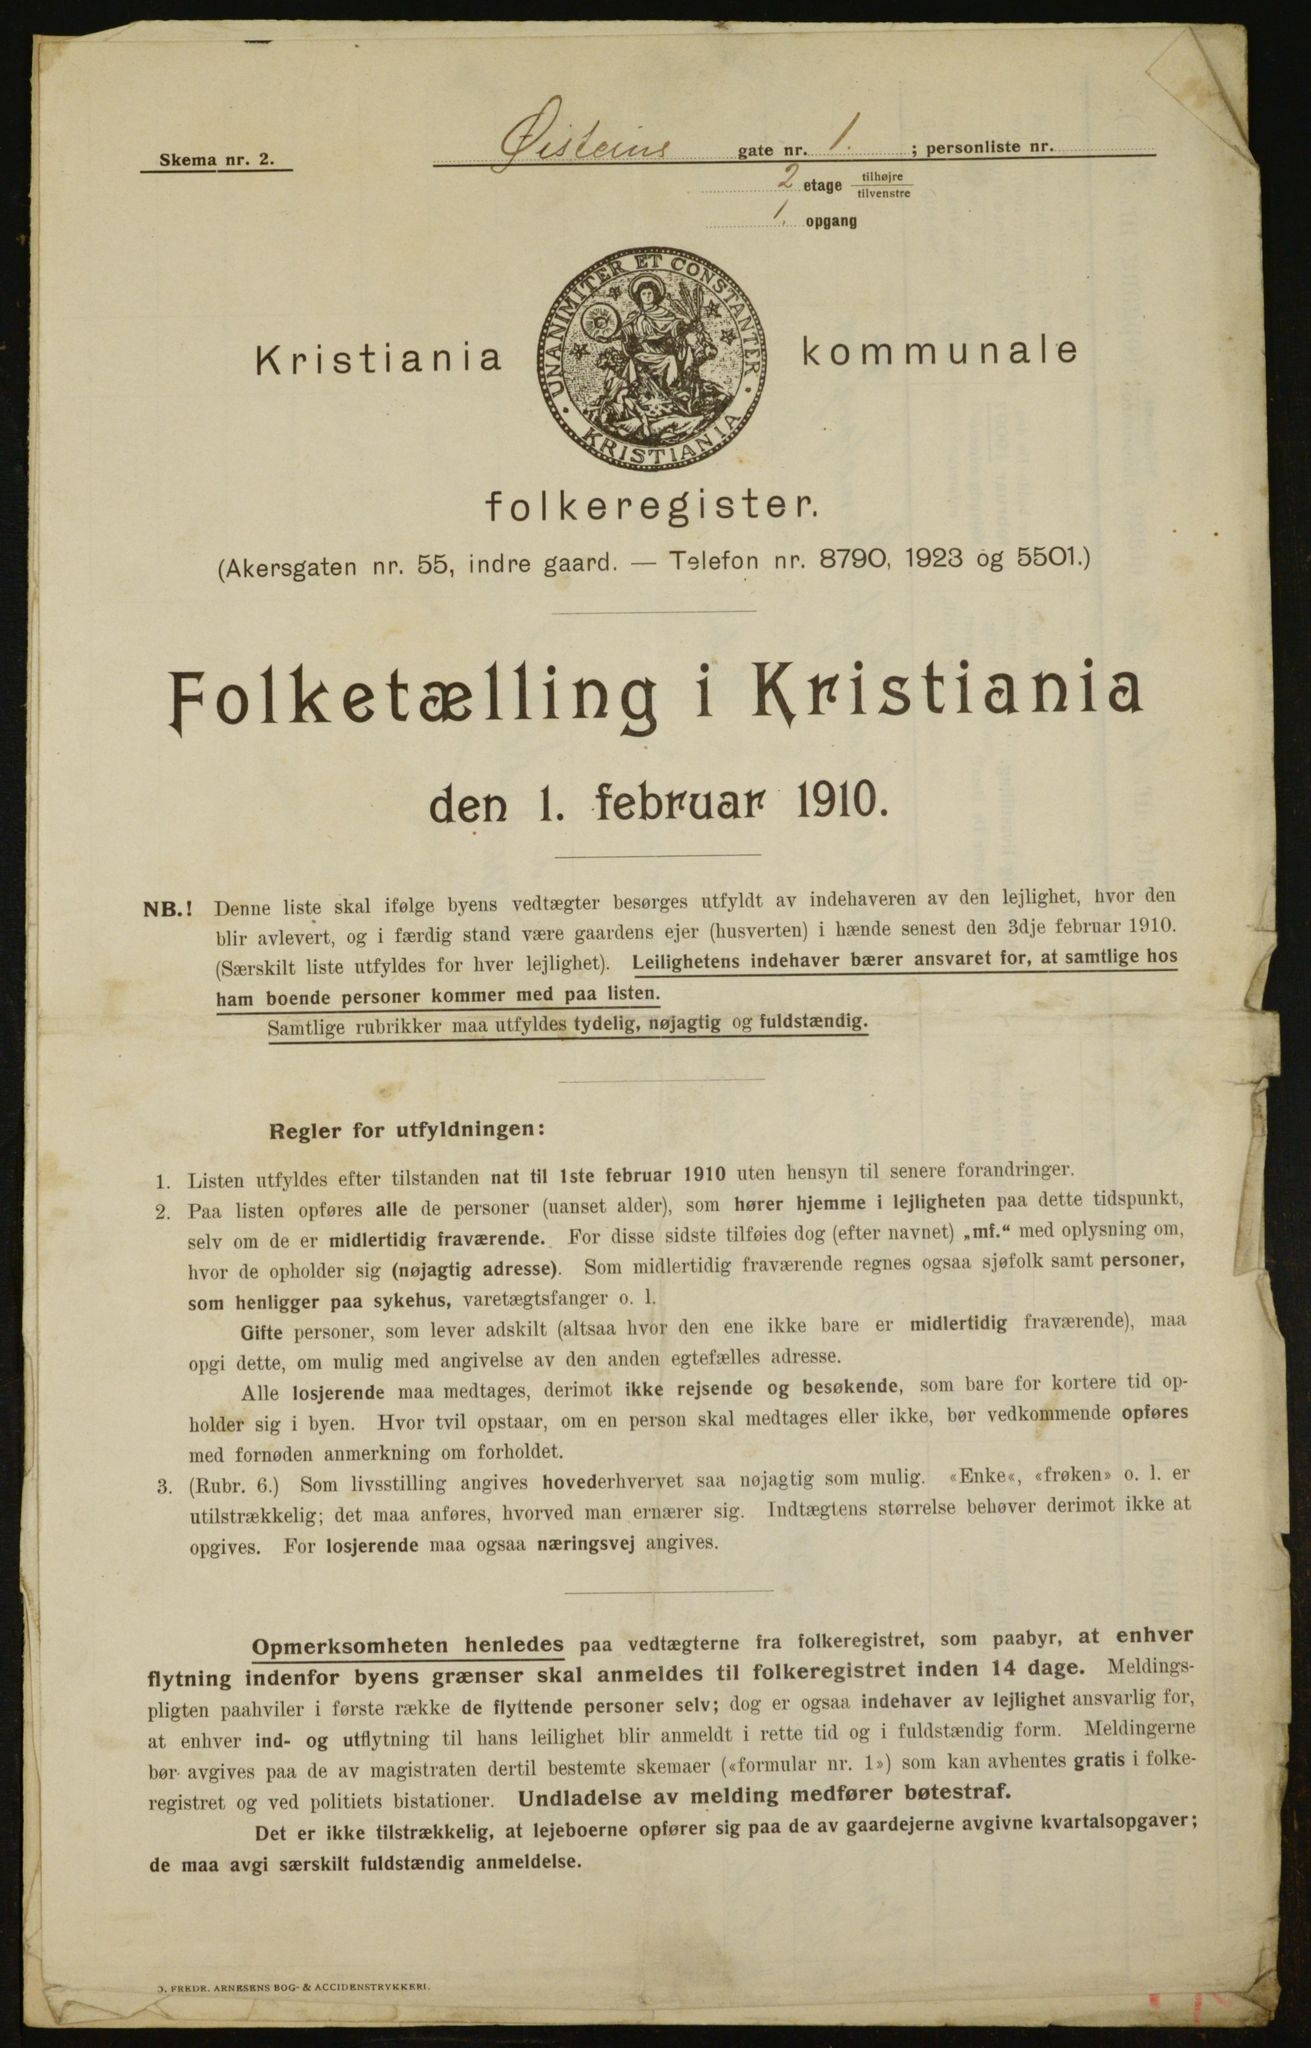 Skema nr. 2.
Øisteins gate nr. 1. ; personliste nr.
2 etage tilhøjre
tilvenstre
1. opgang
Kristiania kommunale
UNANIMITER ET CONSTANTER · KRISTIANIA ·
folkeregister.
(Akersgaten nr. 55, indre gaard. — Telefon nr. 8790, 1923 og 5501.)
Folketælling i Kristiania
den 1. februar 1910.
NB.! Denne liste skal ifølge byens vedtægter besørges utfyldt av indehaveren av den lejlighet, hvor den
blir avlevert, og i færdig stand være gaardens ejer (husverten) i hænde senest den 3dje februar 1910.
(Særskilt liste utfyldes for hver lejlighet). Leilighetens indehaver bærer ansvaret for, at samtlige hos
ham boende personer kommer med paa listen.
Samtlige rubrikker maa utfyldes tydelig, nøjagtig og fuldstændig.
Regler for utfyldningen:
1. Listen utfyldes efter tilstanden nat til 1ste februar 1910 uten hensyn til senere forandringer.
2. Paa listen opføres alle de personer (uanset alder), som hører hjemme i lejligheten paa dette tidspunkt,
selv om de er midlertidig fraværende. For disse sidste tilføies dog (efter navnet) „mf.“ med oplysning om,
hvor de opholder sig (nøjagtig adresse). Som midlertidig fraværende regnes ogsaa sjøfolk samt personer,
som henligger paa sykehus, varetægtsfanger o. l.
Gifte personer, som lever adskilt (altsaa hvor den ene ikke bare er midlertidig fraværende), maa
opgi dette, om mulig med angivelse av den anden egtefælles adresse.
Alle losjerende maa medtages, derimot ikke rejsende og besøkende, som bare for kortere tid op-
holder sig i byen. Hvor tvil opstaar, om en person skal medtages eller ikke, bør vedkommende opføres
med fornøden anmerkning om forholdet.
3. (Rubr. 6.) Som livsstilling angives hovederhvervet saa nøjagtig som mulig. «Enke«, «frøken» o. l. er
utilstrækkelig; det maa anføres, hvorved man ernærer sig. Indtægtens størrelse behøver derimot ikke at
opgives. For losjerende maa ogsaa næringsvej angives.
Opmerksomheten henledes paa vedtægterne fra folkeregistret, som paabyr, at enhver
flytning indenfor byens grænser skal anmeldes til folkeregistret inden 14 dage. Meldings-
pligten paahviler i første række de flyttende personer selv; dog er ogsaa indehaver av lejlighet ansvarlig for,
at enhver ind- og utflytning til hans leilighet blir anmeldt i rette tid og i fuldstændig form. Meldingerne
bør avgives paa de av magistraten dertil bestemte skemaer («formular nr. 1») som kan avhentes gratis i folke-
registret og ved politiets bistationer. Undladelse av melding medfører bøtestraf.
Det er ikke tilstrækkelig, at lejeboerne opfører sig paa de av gaardejerne avgivne kvartalsopgaver;
de maa avgi særskilt fuldstændig anmeldelse.
FREDR. ARNESENS BOG- & ACCIDENSTRYKKERI.